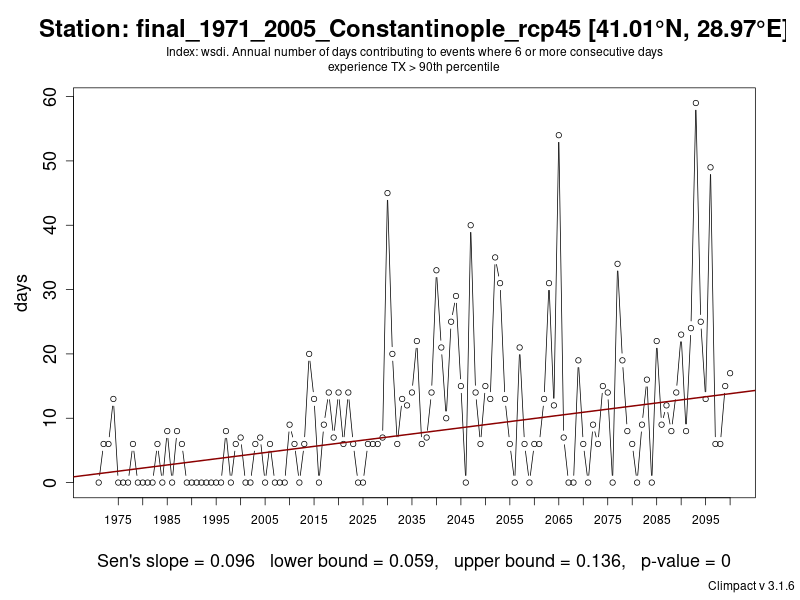 Station: final_1971_2005_Constantinople_rcp45 [41.01°N, 28.97°E]
Index: wsdi. Annual number of days contributing to events where 6 or more consecutive days
experience TX > 90th percentile
60
50
40
30
20
10
0
days
1975 1985 1995 2005 2015 2025 2035 2045 2055 2065 2075 2085 2095
Sen's slope = 0.096 lower bound = 0.059, upper bound = 0.136, p-value = 0
Climpact v 3.1.6